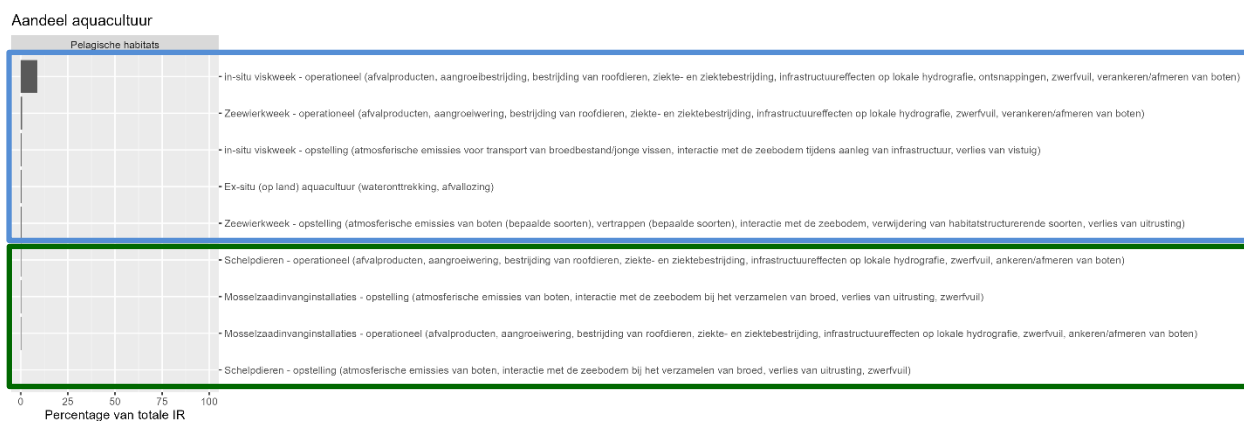 Aandeel aquacultuur
Pelagische habitats
in-situ viskweek - operationeel (afvalproducten, aangroeibestrijding, bestrijding van roofdieren, ziekte- en ziektebestrijding, infrastructuureffecten op lokale hydrografie, ontsnappingen, zwerfvuil, verankeren/afmeren van boten)
Zeewierkweek - operationeel (afvalproducten, aangroeiwering, bestrijding van roofdieren, ziekte- en ziektebestrijding, infrastructuureffecten op lokale hydrografie, zwerfvuil, verankeren/afmeren van boten)
in-situ viskweek - opstelling (atmosferische emissies voor transport van broedbestand/jonge vissen, interactie met de zeebodem tijdens aanleg van infrastructuur, verlies van vistuig)
Ex-situ (op land) aquacultuur (wateronttrekking, afvallozing)
Zeewierkweek - opstelling (atmosferische emissies van boten (bepaalde soorten), vertrappen (bepaalde soorten), interactie met de zeebodem, verwijdering van habitatstructurerende soorten, verlies van uitrusting)
Schelpdieren - operationeel (afvalproducten, aangroeiwering, bestrijding van roofdieren, ziekte- en ziektebestrijding, infrastructuureffecten op lokale hydrografie, zwerfvuil, ankeren/afmeren van boten)
Mosselzaadinvanginstallaties - opstelling (atmosferische emissies van boten, interactie met de zeebodem bij het verzamelen van broed, verlies van uitrusting, zwerfvuil)
Mosselzaadinvanginstallaties - operationeel (afvalproducten, aangroeiwering, bestrijding van roofdieren, ziekte- en ziektebestrijding, infrastructuureffecten op lokale hydrografie, zwerfvuil, ankeren/afmeren van boten)
Schelpdieren - opstelling (atmosferische emissies van boten, interactie met de zeebodem bij het verzamelen van broed, verlies van uitrusting, zwerfvuil)
0 25 50 75 100
Percentage van totale IR